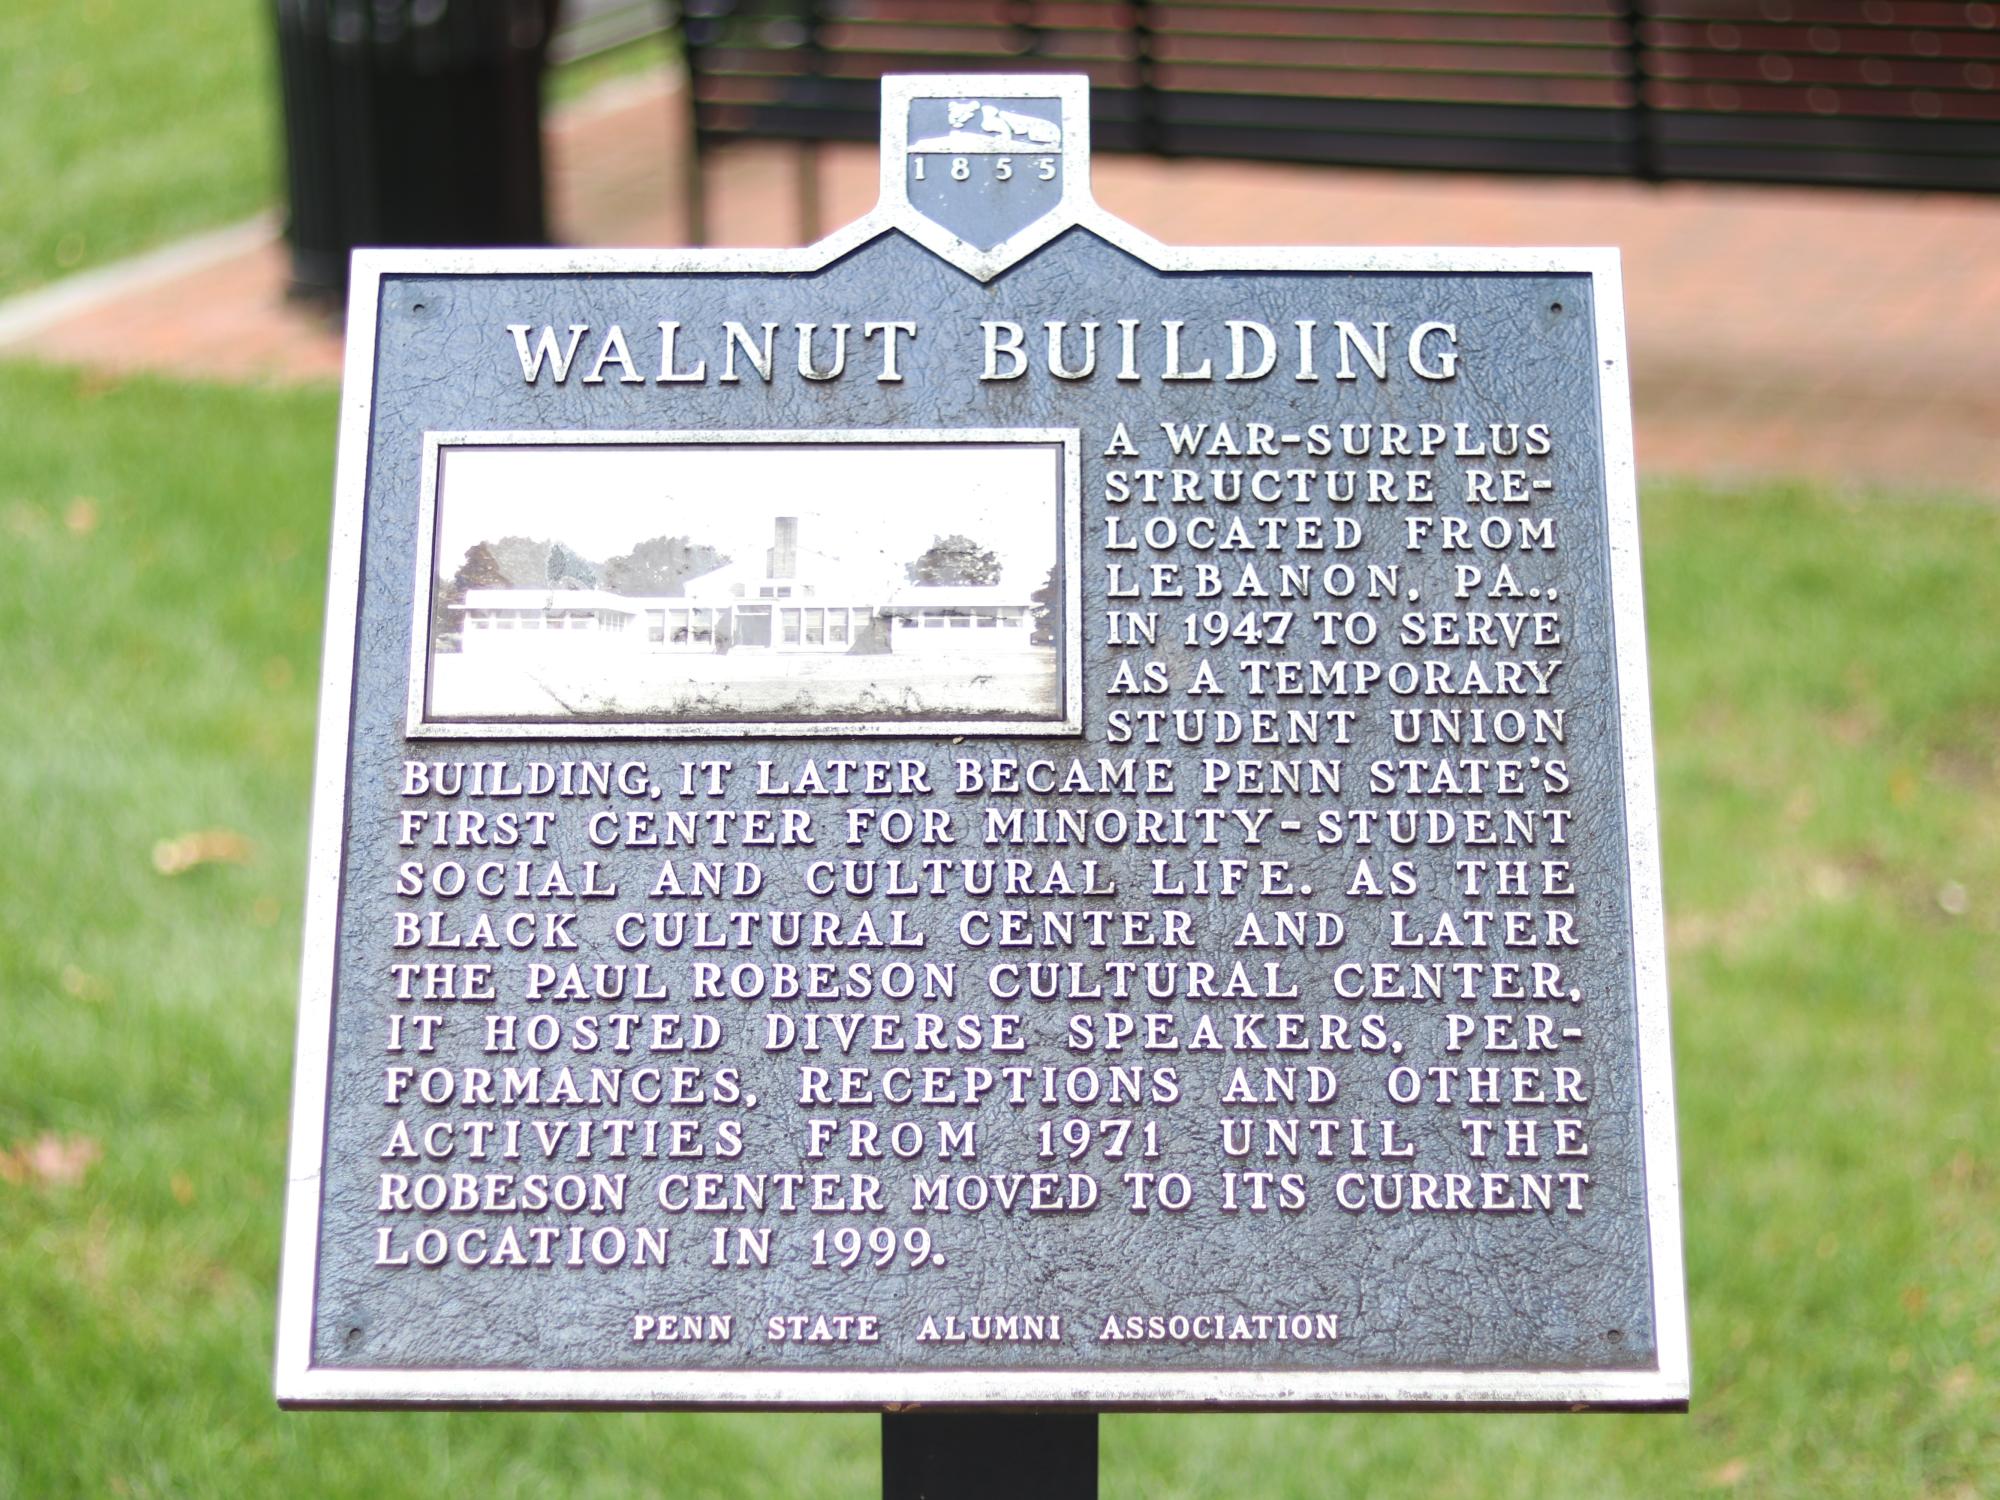 1855
WALNUT BUILDING
A WAR-SURPLUS
STRUCTURE RE-
LOCATED FROM
LEBANON, PA.,
IN 1947 TO SERVE
AS A TEMPORARY
STUDENT UNION
BUILDING, IT LATER BECAME PENN STATE'S
FIRST CENTER FOR MINORITY-STUDENT
SOCIAL AND CULTURAL LIFE. AS THE
BLACK CULTURAL CENTER AND LATER
THE PAUL ROBESON CULTURAL CENTER,
IT HOSTED DIVERSE SPEAKERS, PER-
FORMANCES, RECEPTIONS AND OTHER
ACTIVITIES FROM 1971 UNTIL THE
ROBESON CENTER MOVED TO ITS CURRENT
LOCATION IN 1999.
PENN STATE ALUMNI ASSOCIATION